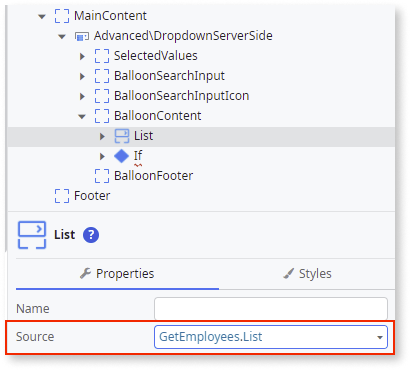 MainContent
Advanced\DropdownServerSide
SelectedValues
BalloonSearchInput
BalloonSearchInputIcon
BalloonContent
List
If
BalloonFooter
Footer
List ?
Properties Styles
Name
Source GetEmployees.List